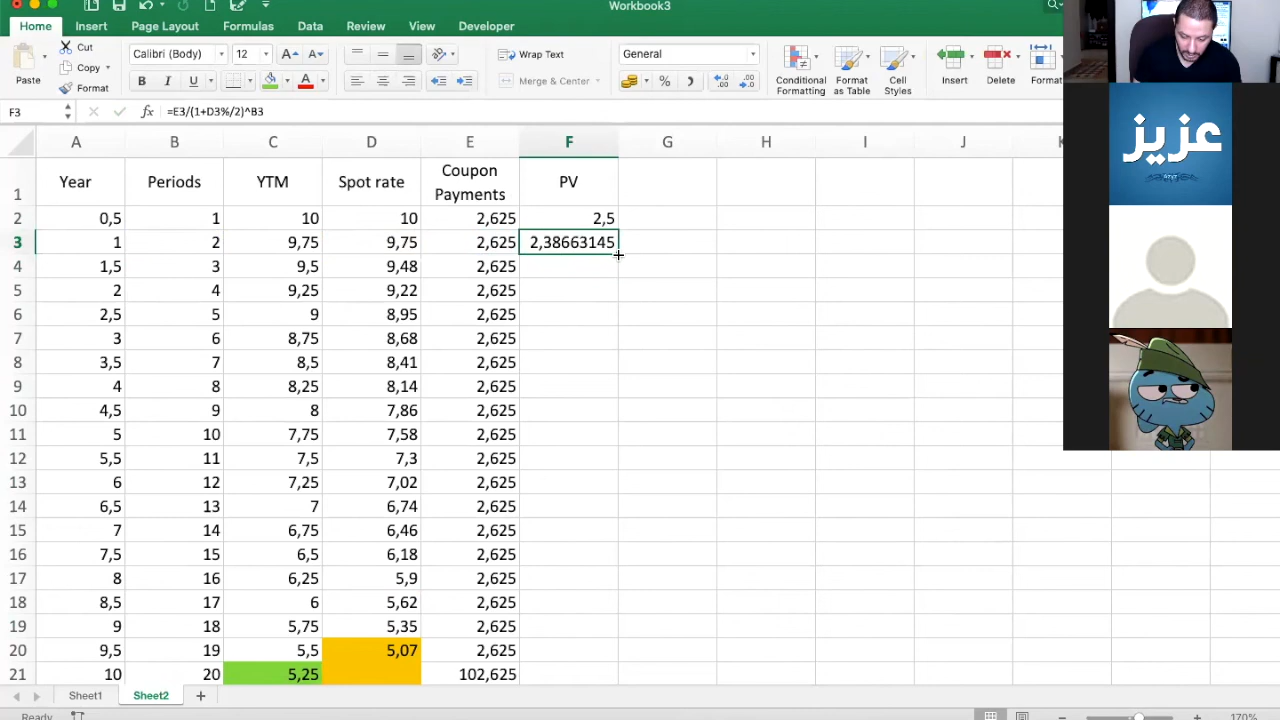 Workbook3
Home Insert Page Layout Formulas Data Review View Developer
Paste
Cut
Copy
Format
Calibri (Body) 12
B I U A
Wrap Text
Merge & Center
General
%
Conditional Formatting
Format as Table
Cell Styles
Insert
Delete
Format
F3 fx =E3/(1+D3%/2)^B3
A B C D E F G H I J K
1 Year Periods YTM Spot rate Coupon Payments PV
2 0,5 1 10 10 2,625 2,5
3 1 2 9,75 9,75 2,625 2,38663145
4 1,5 3 9,5 9,48 2,625
5 2 4 9,25 9,22 2,625
6 2,5 5 9 8,95 2,625
7 3 6 8,75 8,68 2,625
8 3,5 7 8,5 8,41 2,625
9 4 8 8,25 8,14 2,625
10 4,5 9 8 7,86 2,625
11 5 10 7,75 7,58 2,625
12 5,5 11 7,5 7,3 2,625
13 6 12 7,25 7,02 2,625
14 6,5 13 7 6,74 2,625
15 7 14 6,75 6,46 2,625
16 7,5 15 6,5 6,18 2,625
17 8 16 6,25 5,9 2,625
18 8,5 17 6 5,62 2,625
19 9 18 5,75 5,35 2,625
20 9,5 19 5,5 5,07 2,625
21 10 20 5,25 102,625
Sheet1 Sheet2 +
Ready 170%
عزيز